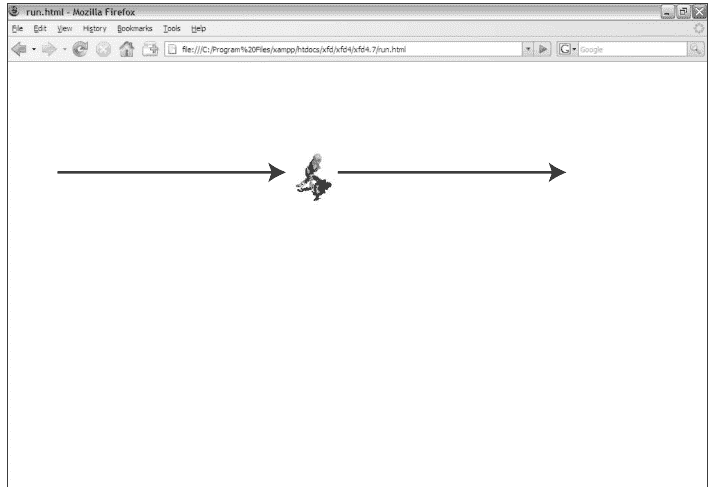 run.html - Mozilla Firefox
File Edit View History Bookmarks Tools Help
file:///C:/Program%20Files/xampp/htdocs/xfd/xfd4/xfd4.7/run.html
G Google